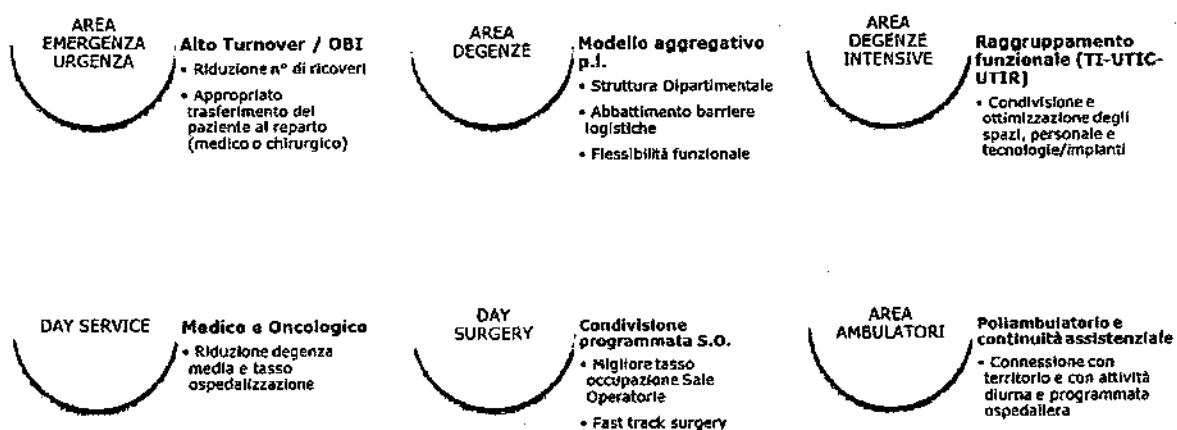 AREA
EMERGENZA
URGENZA
Alto Turnover / OBI
• Riduzione n° di ricoveri
• Appropriato
trasferimento del
paziente al reparto
(medico o chirurgico)
AREA
DEGENZE
Modello aggregativo
p.i.
• Struttura Dipartimentale
• Abbattimento barriere
logistiche
• Flessibilità funzionale
AREA
DEGENZE
INTENSIVE
Raggruppamento
funzionale (TI-UTIC-
UTIR)
• Condivisione e
ottimizzazione degli
spazi, personale e
tecnologie/impianti
DAY SERVICE
Medico e Oncologico
• Riduzione degenza
media e tasso
ospedalizzazione
DAY
SURGERY
Condivisione
programmata S.O.
• Migliore tasso
occupazione Sale
Operatorie
• Fast track surgery
AREA
AMBULATORI
Poliambulatorio e
continuità assistenziale
• Connessione con
territorio e con attività
diurna e programmata
ospedaliera